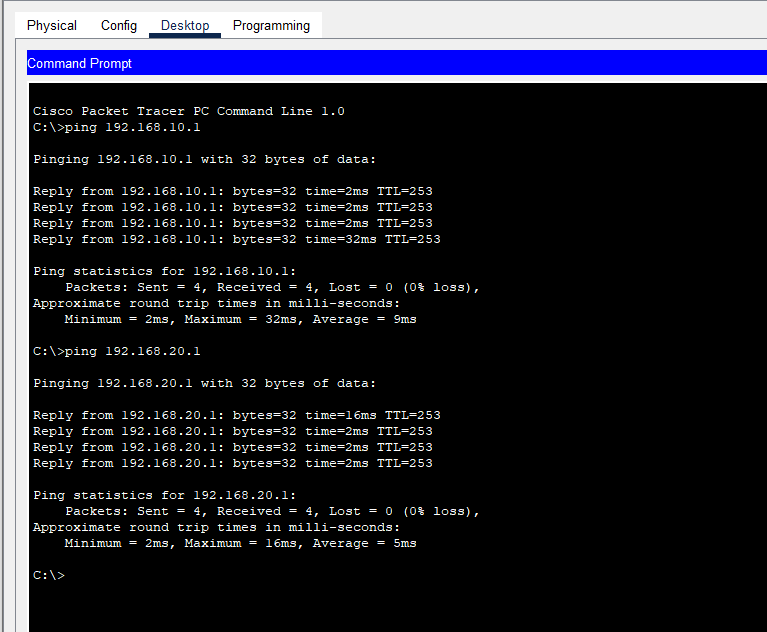 Physical Config Desktop Programming
Command Prompt
Cisco Packet Tracer PC Command Line 1.0
C:\>ping 192.168.10.1
Pinging 192.168.10.1 with 32 bytes of data:
Reply from 192.168.10.1: bytes=32 time=2ms TTL=253
Reply from 192.168.10.1: bytes=32 time=2ms TTL=253
Reply from 192.168.10.1: bytes=32 time=2ms TTL=253
Reply from 192.168.10.1: bytes=32 time=32ms TTL=253
Ping statistics for 192.168.10.1:
Packets: Sent = 4, Received = 4, Lost = 0 (0% loss),
Approximate round trip times in milli-seconds:
Minimum = 2ms, Maximum = 32ms, Average = 9ms
C:\>ping 192.168.20.1
Pinging 192.168.20.1 with 32 bytes of data:
Reply from 192.168.20.1: bytes=32 time=16ms TTL=253
Reply from 192.168.20.1: bytes=32 time=2ms TTL=253
Reply from 192.168.20.1: bytes=32 time=2ms TTL=253
Reply from 192.168.20.1: bytes=32 time=2ms TTL=253
Ping statistics for 192.168.20.1:
Packets: Sent = 4, Received = 4, Lost = 0 (0% loss),
Approximate round trip times in milli-seconds:
Minimum = 2ms, Maximum = 16ms, Average = 5ms
C:\>